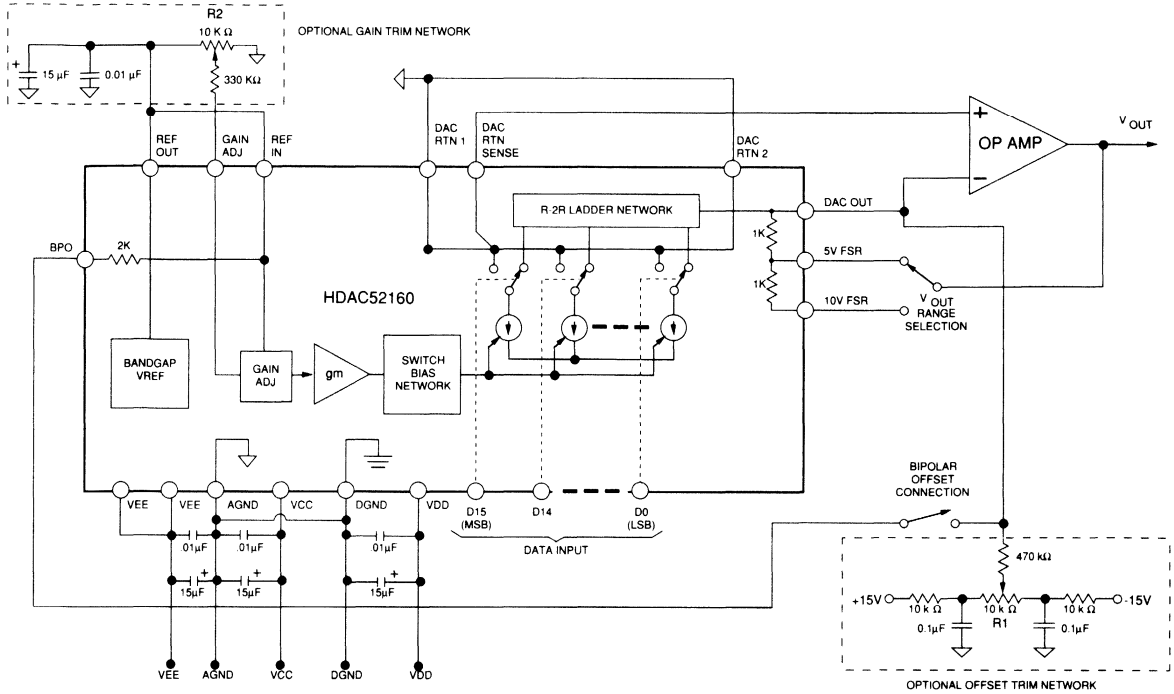 R2
10 K Ω
OPTIONAL GAIN TRIM NETWORK
+
15 µF
0.01 µF
330 KΩ
REF OUT
GAIN ADJ
REF IN
DAC RTN 1
DAC RTN SENSE
DAC RTN 2
+
OP AMP
−
V OUT
R-2R LADDER NETWORK
DAC OUT
BPO
2K
1K
5V FSR
1K
10V FSR
V OUT
RANGE
SELECTION
HDAC52160
BANDGAP
VREF
GAIN
ADJ
gm
SWITCH
BIAS
NETWORK
VEE
VEE
AGND
VCC
DGND
VDD
D15
(MSB)
D14
D0
(LSB)
DATA INPUT
BIPOLAR
OFFSET
CONNECTION
.01µF
.01µF
.01µF
+
+
+
15µF
15µF
15µF
470 kΩ
+15V
10 k Ω
10 k Ω
10 k Ω
-15V
R1
0.1µF
0.1µF
VEE
AGND
VCC
DGND
VDD
OPTIONAL OFFSET TRIM NETWORK